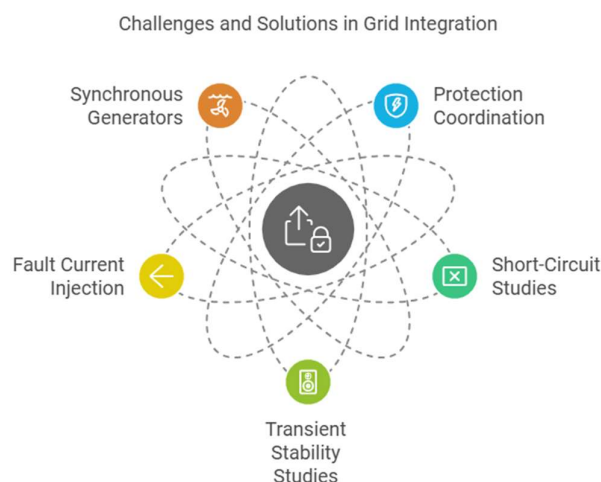 Challenges and Solutions in Grid Integration
Synchronous
Generators
Protection
Coordination
Fault Current
Injection
Short-Circuit
Studies
Transient
Stability
Studies